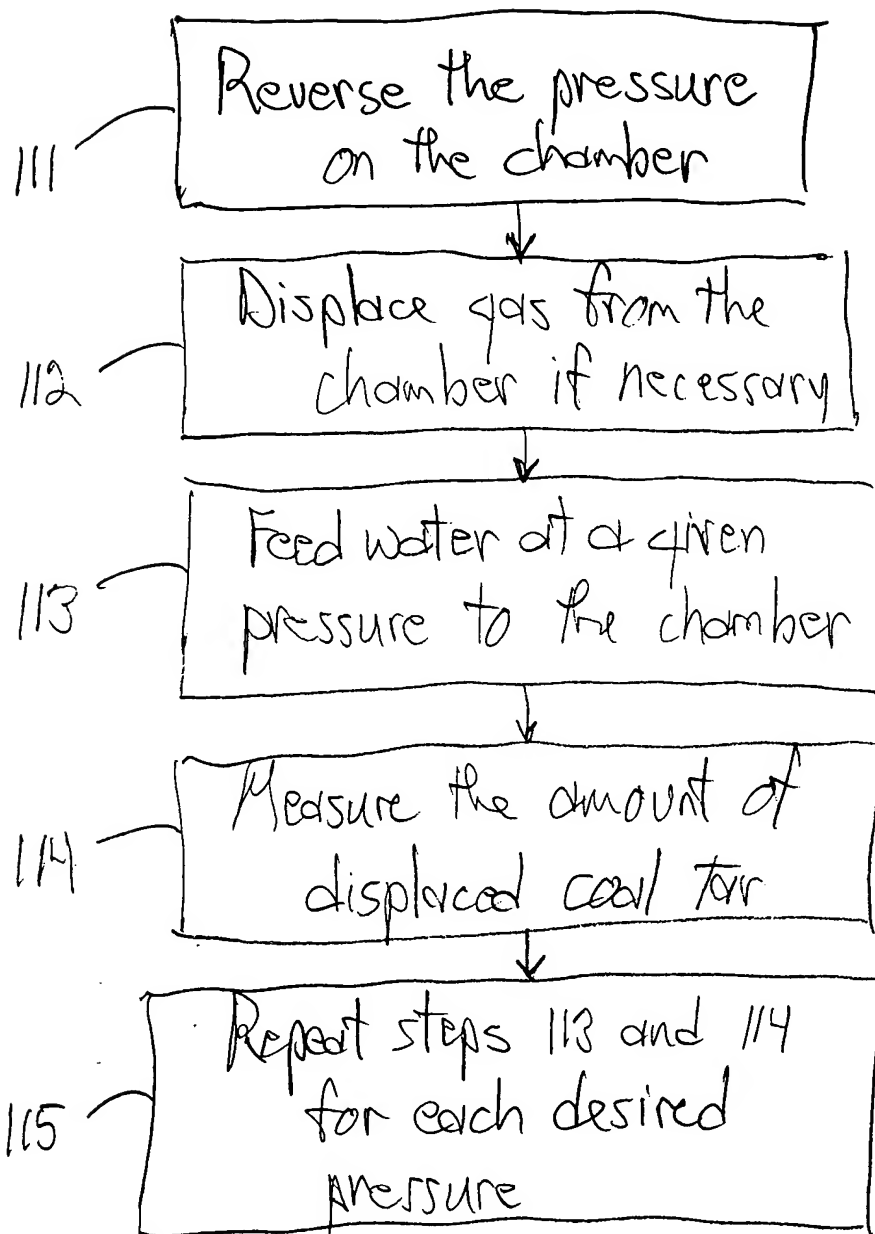 111
Reverse the pressure
on the chamber
112
Displace gas from the
chamber if necessary
113
Feed water at a given
pressure to the chamber
114
Measure the amount of
displaced coal tar
115
Repeat steps 113 and 114
for each desired
pressure